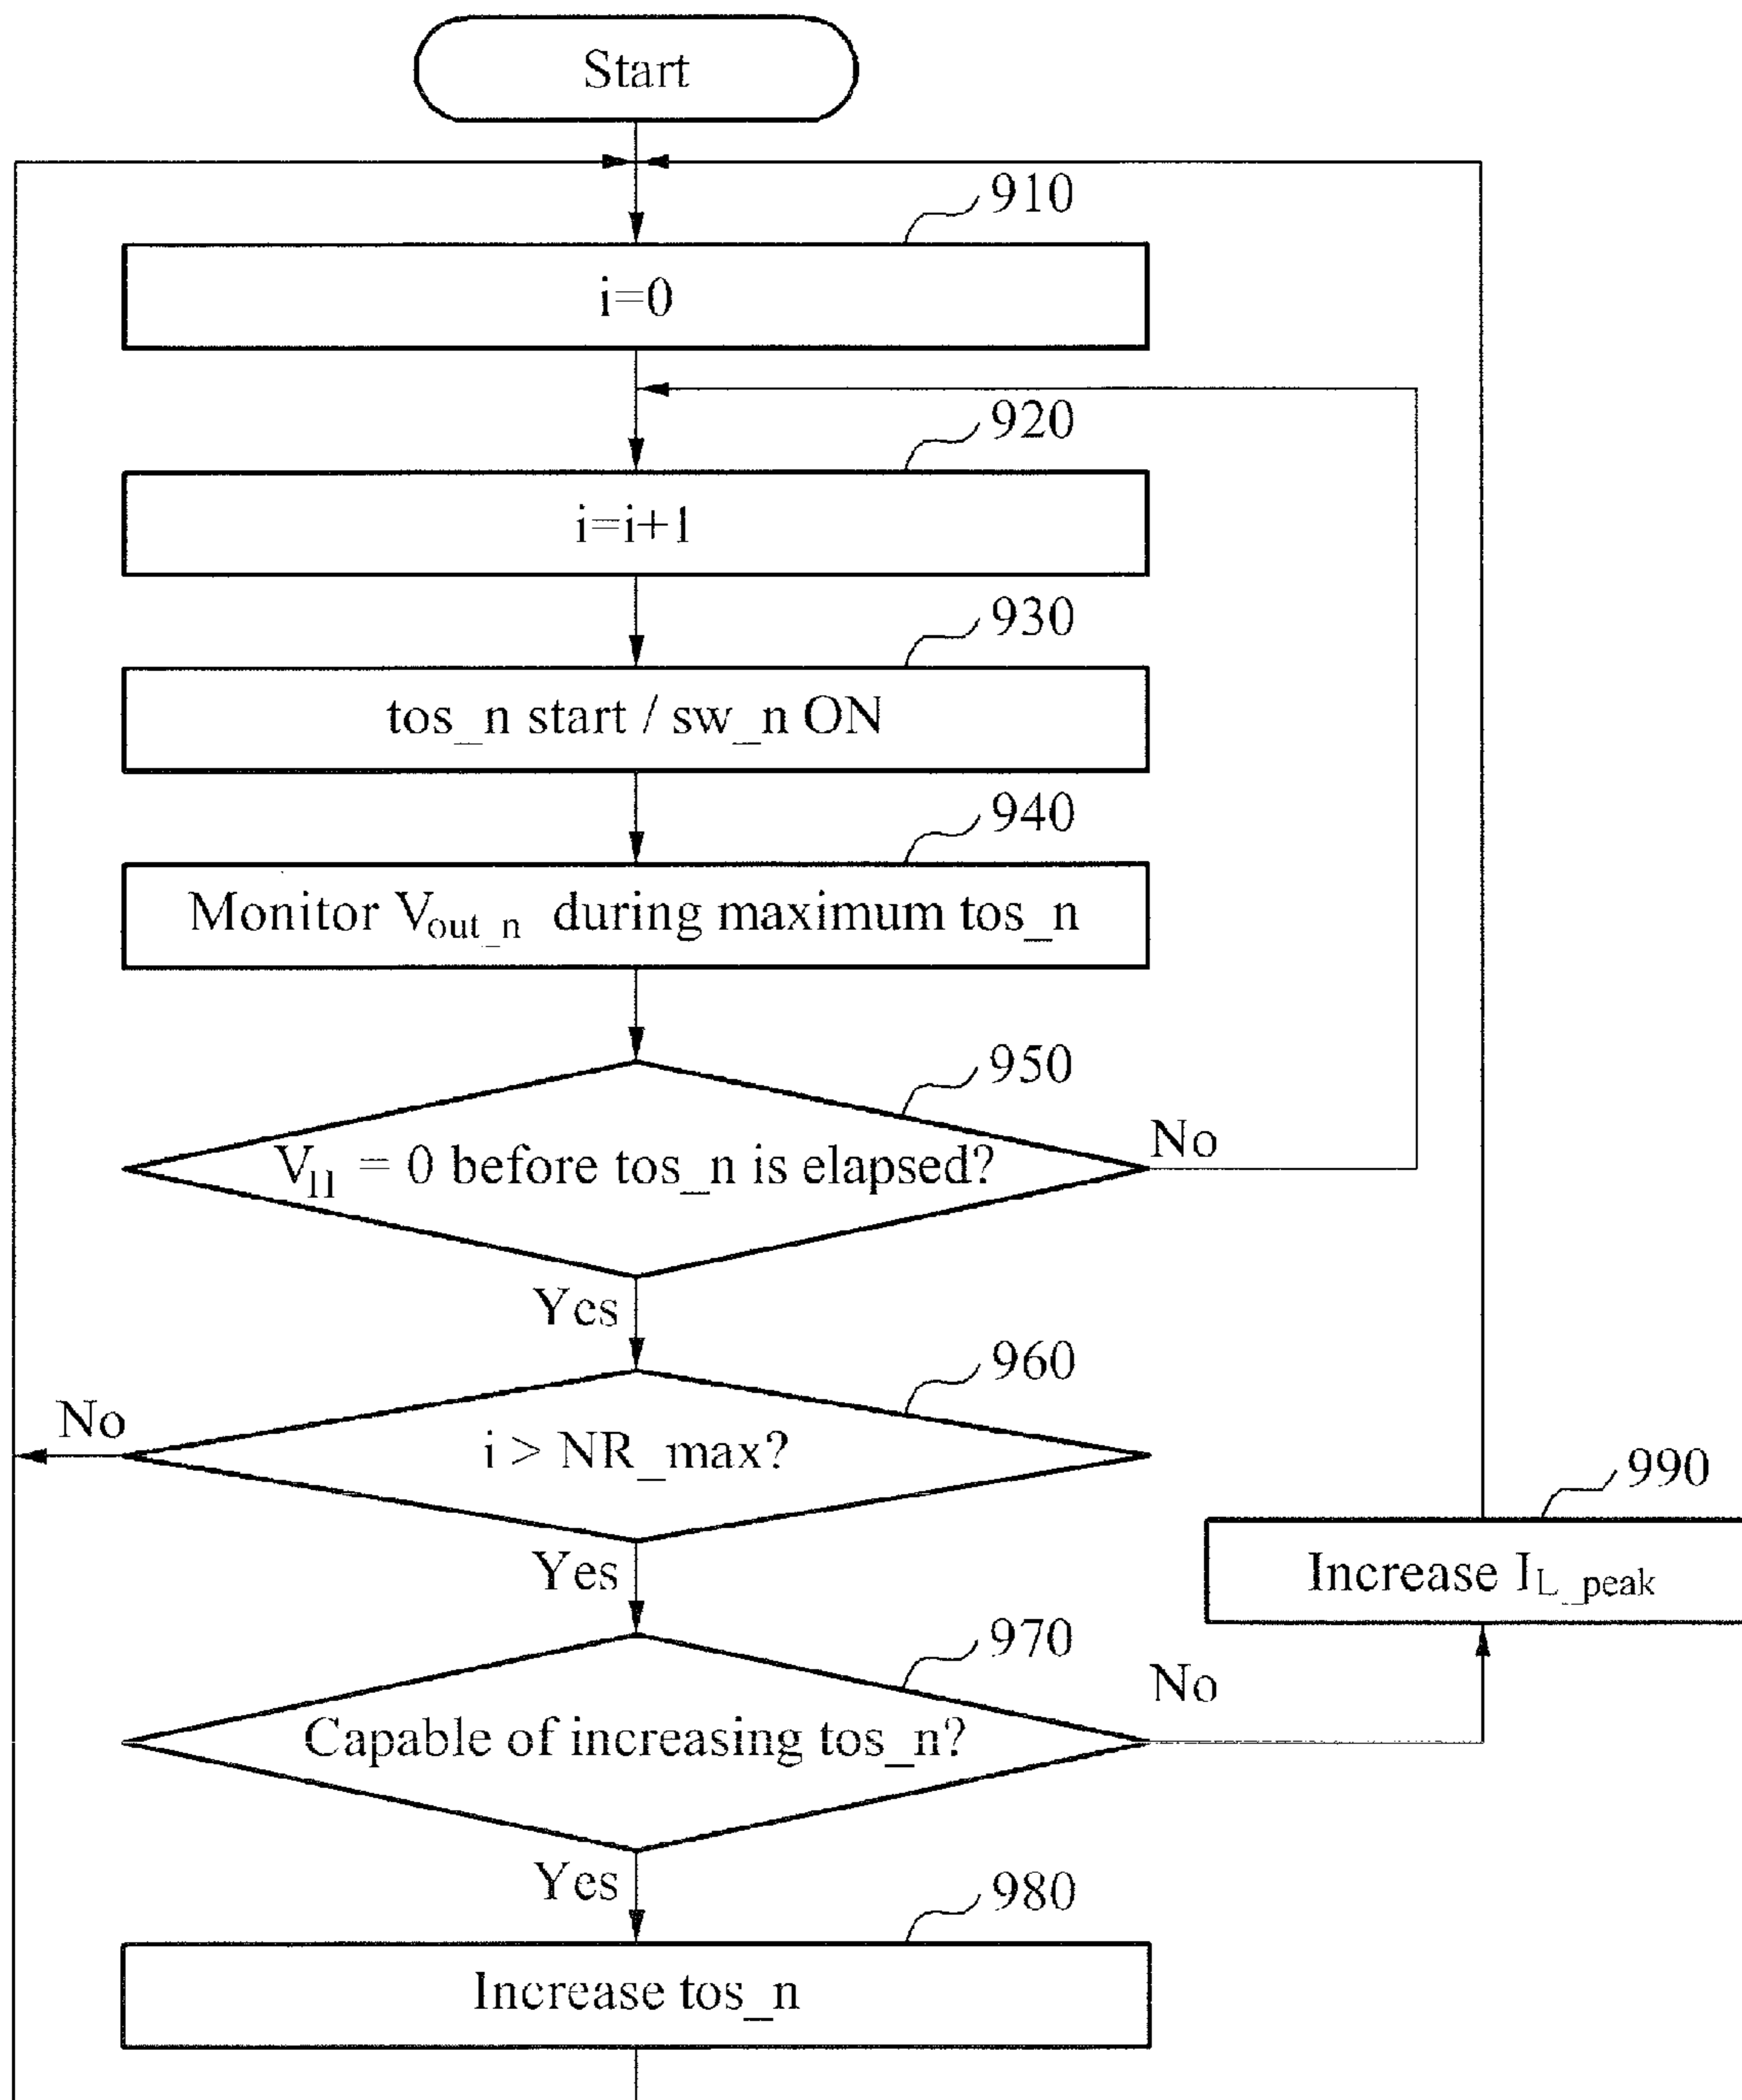 Start
910
i=0
920
i=i+1
930
tos_n start / sw_n ON
940
Monitor Vout_n during maximum tos_n
950
V11 = 0 before tos_n is elapsed?
No
Yes
960
No
i > NR_max?
990
Yes
Increase IL_peak
970
No
Capable of increasing tos_n?
Yes
980
Increase tos_n